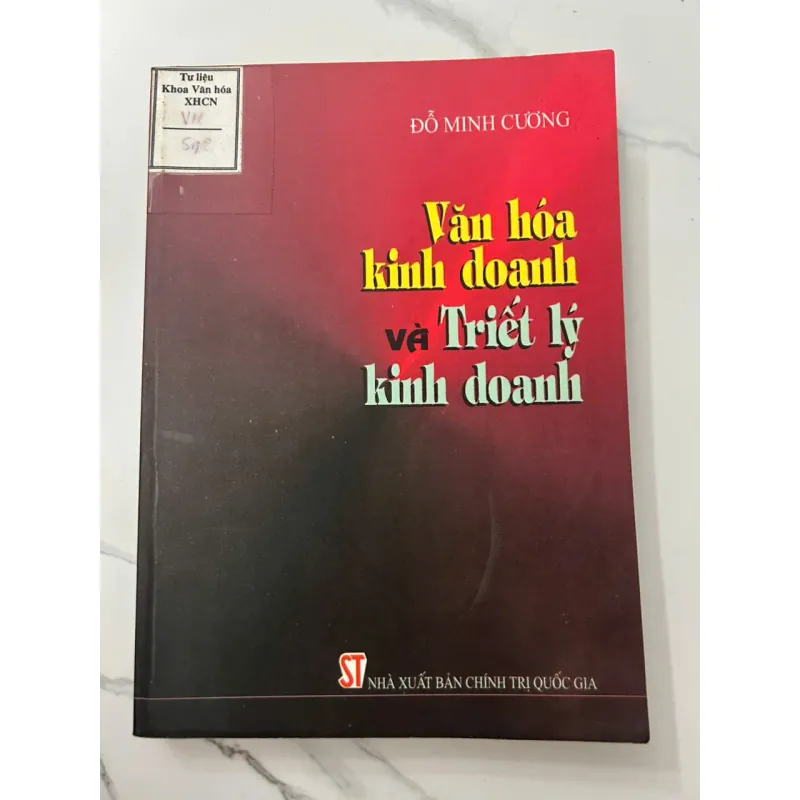 Tư liệu
Khoa Văn hóa
XHCN
ĐỖ MINH CƯƠNG
Văn hóa
kinh doanh
VÀ Triết lý
kinh doanh
ST NHÀ XUẤT BẢN CHÍNH TRỊ QUỐC GIA